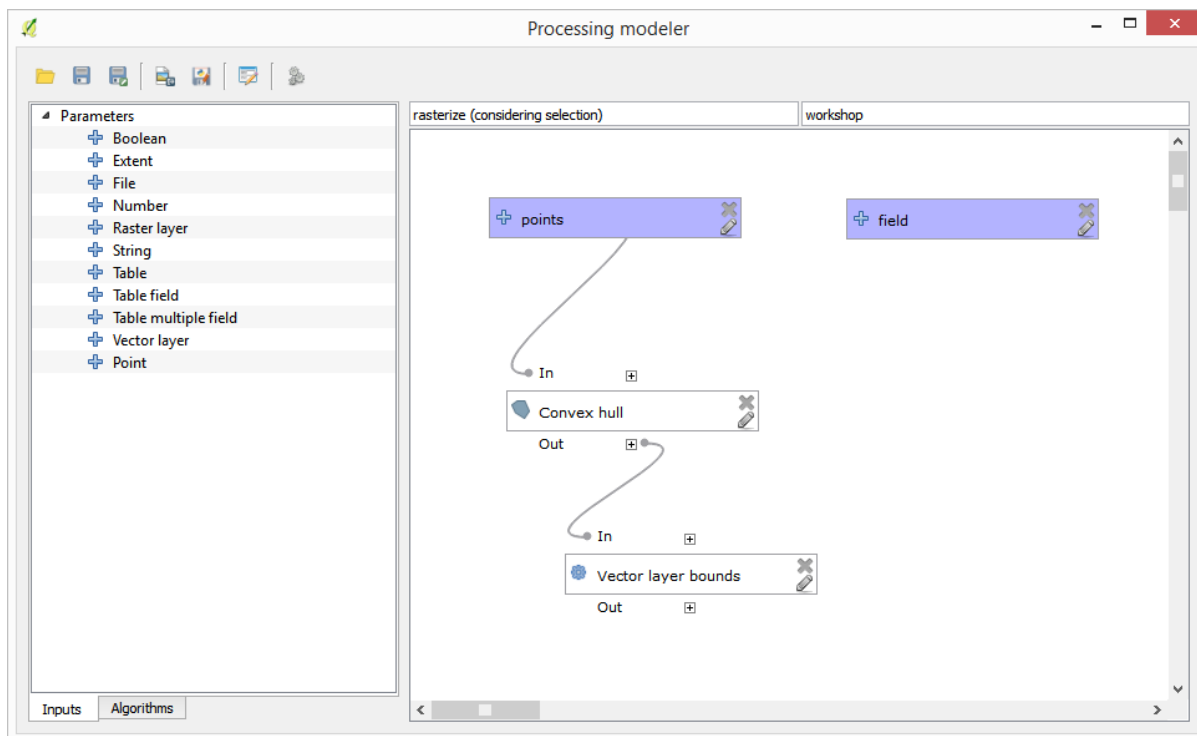 Processing modeler
Parameters
Boolean
Extent
File
Number
Raster layer
String
Table
Table field
Table multiple field
Vector layer
Point
Inputs
Algorithms
rasterize (considering selection)
workshop
points
field
In
Convex hull
Out
In
Vector layer bounds
Out